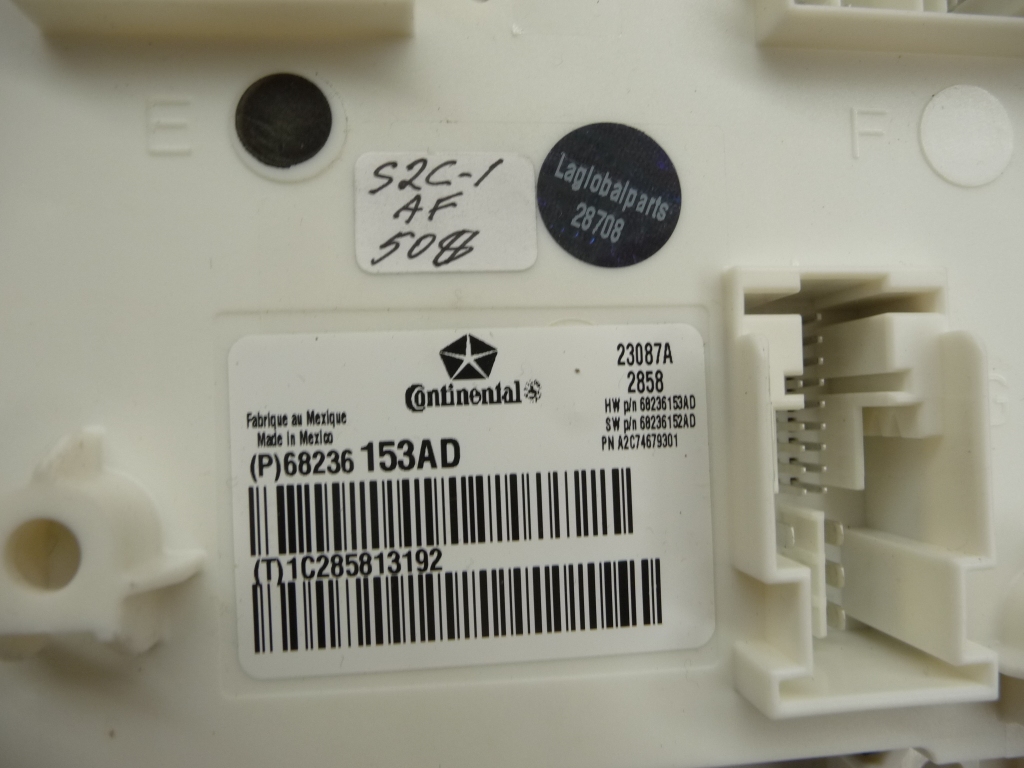 E
F
S2C-1
AF
508
Laglobalparts
28708
Continental
23087A
2858
HW p/n 68236153AD
SW p/n 68236152AD
PN A2C74679301
Fabrique au Mexique
Made in Mexico
(P)68236 153AD
(T)1C285813192